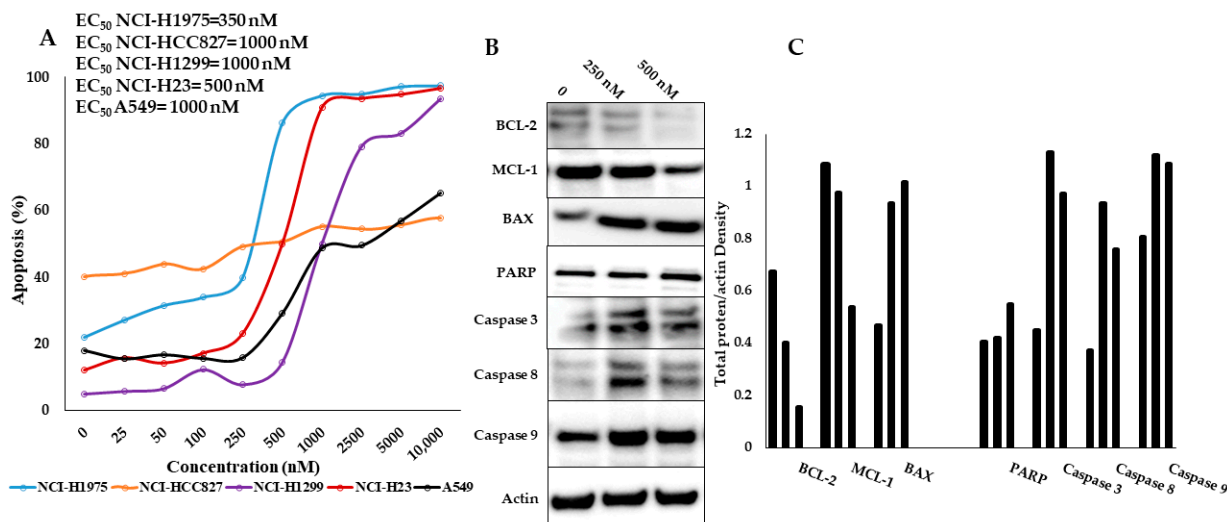 A
EC50 NCI-H1975=350 nM
EC50 NCI-HCC827=1000 nM
EC50 NCI-H1299=1000 nM
EC50 NCI-H23= 500 nM
EC50 A549= 1000 nM
Apoptosis (%)
100
80
60
40
20
0
0 25 50 100 250 500 1000 2500 5000 10,000
Concentration (nM)
NCI-H1975 NCI-HCC827 NCI-H1299 NCI-H23 A549
B
0 250 nM 500 nM
BCL-2
MCL-1
BAX
PARP
Caspase 3
Caspase 8
Caspase 9
Actin
C
Total proten/actin Density
1.2
1
0.8
0.6
0.4
0.2
0
BCL-2 MCL-1 BAX PARP Caspase 3 Caspase 8 Caspase 9